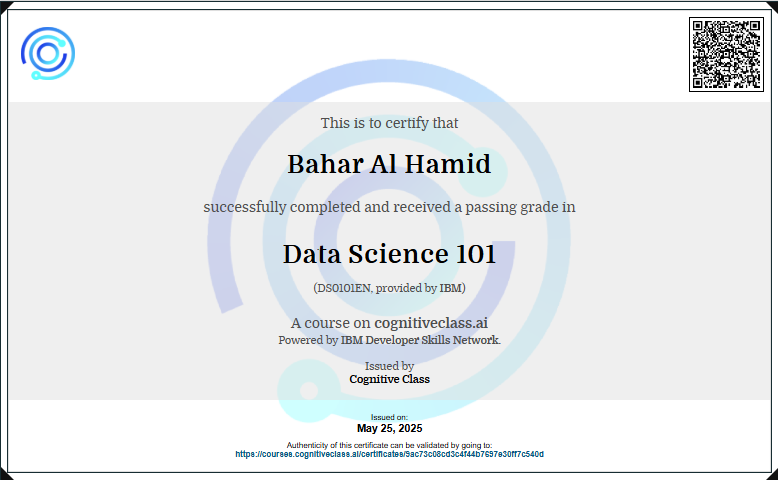 This is to certify that
Bahar Al Hamid
successfully completed and received a passing grade in
Data Science 101
(DS0101EN, provided by IBM)
A course on cognitiveclass.ai
Powered by IBM Developer Skills Network.
Issued by
Cognitive Class
Issued on:
May 25, 2025
Authenticity of this certificate can be validated by going to:
https://courses.cognitiveclass.ai/certificates/9ac73c08cd3c4f44b7697e30ff7c540d